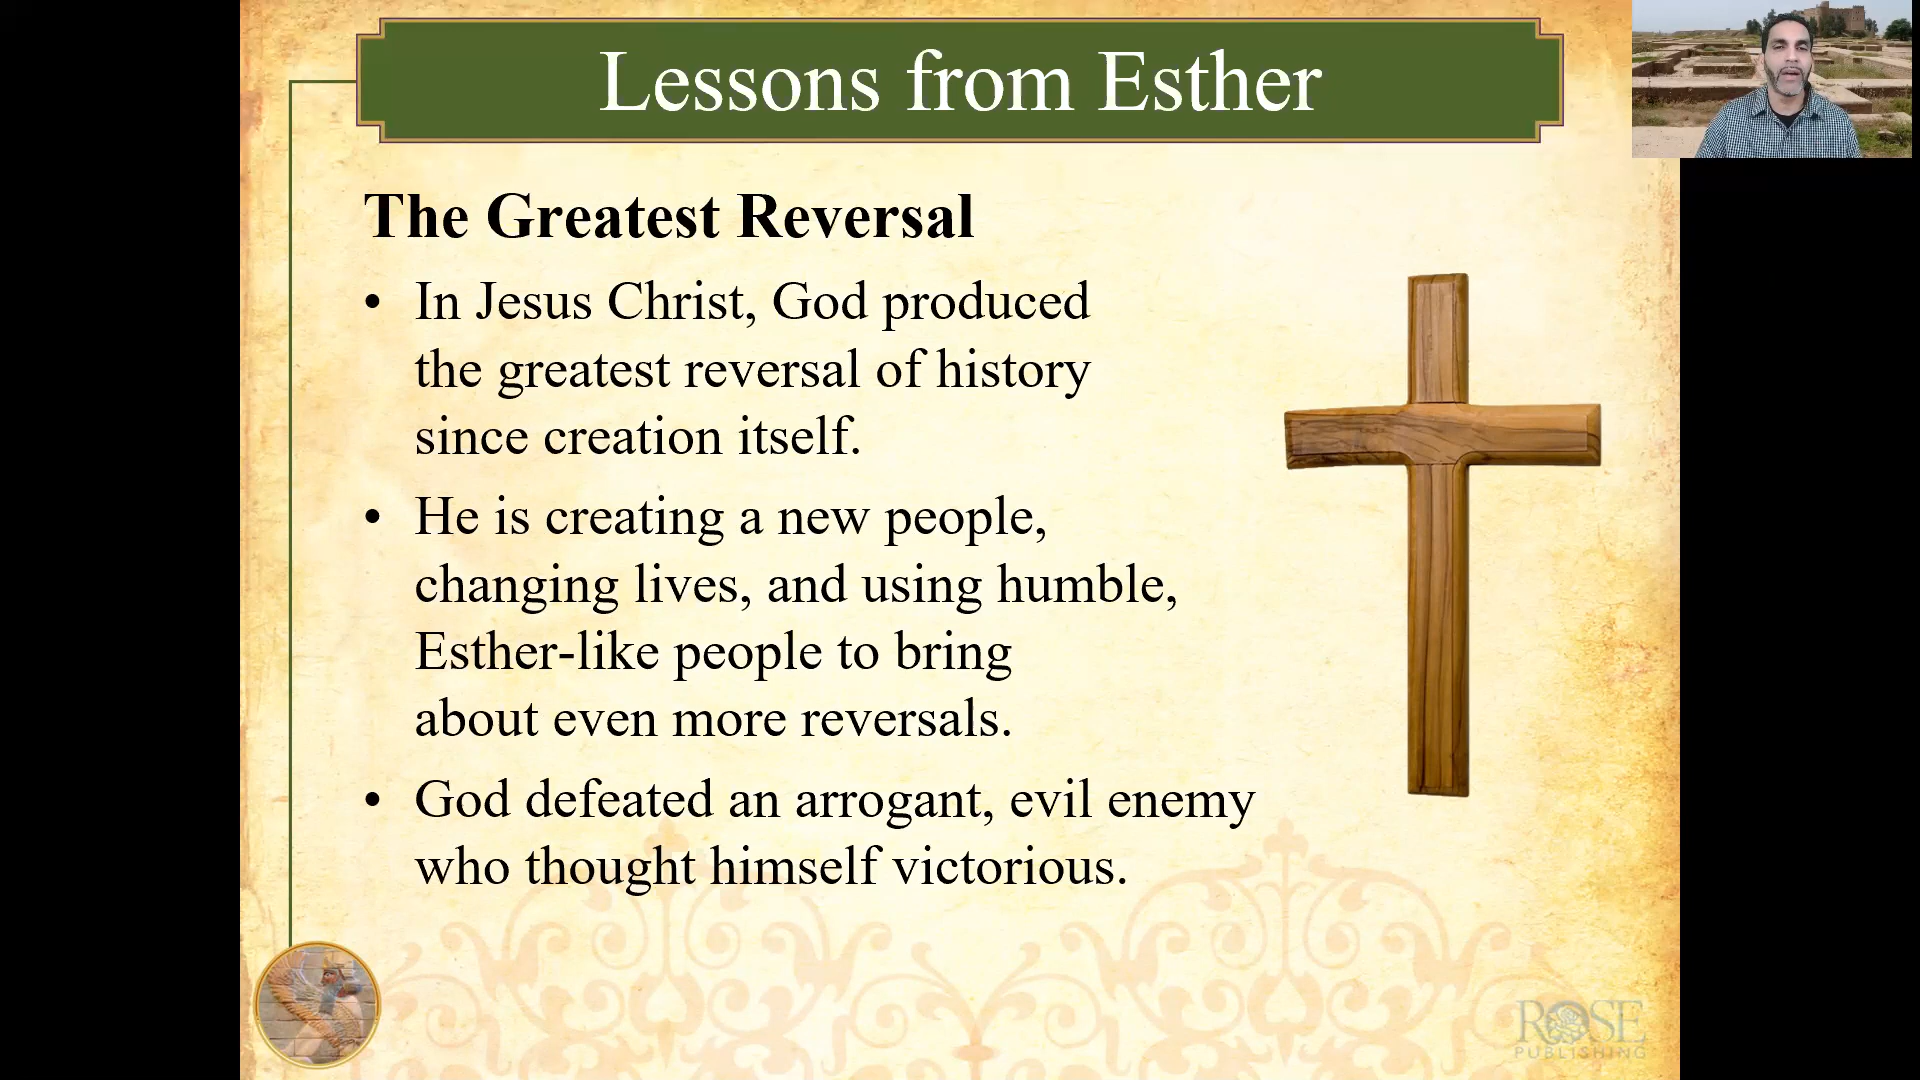 Lessons from Esther
The Greatest Reversal
• In Jesus Christ, God produced
the greatest reversal of history
since creation itself.
• He is creating a new people,
changing lives, and using humble,
Esther-like people to bring
about even more reversals.
• God defeated an arrogant, evil enemy
who thought himself victorious.
ROSE
PUBLISHING